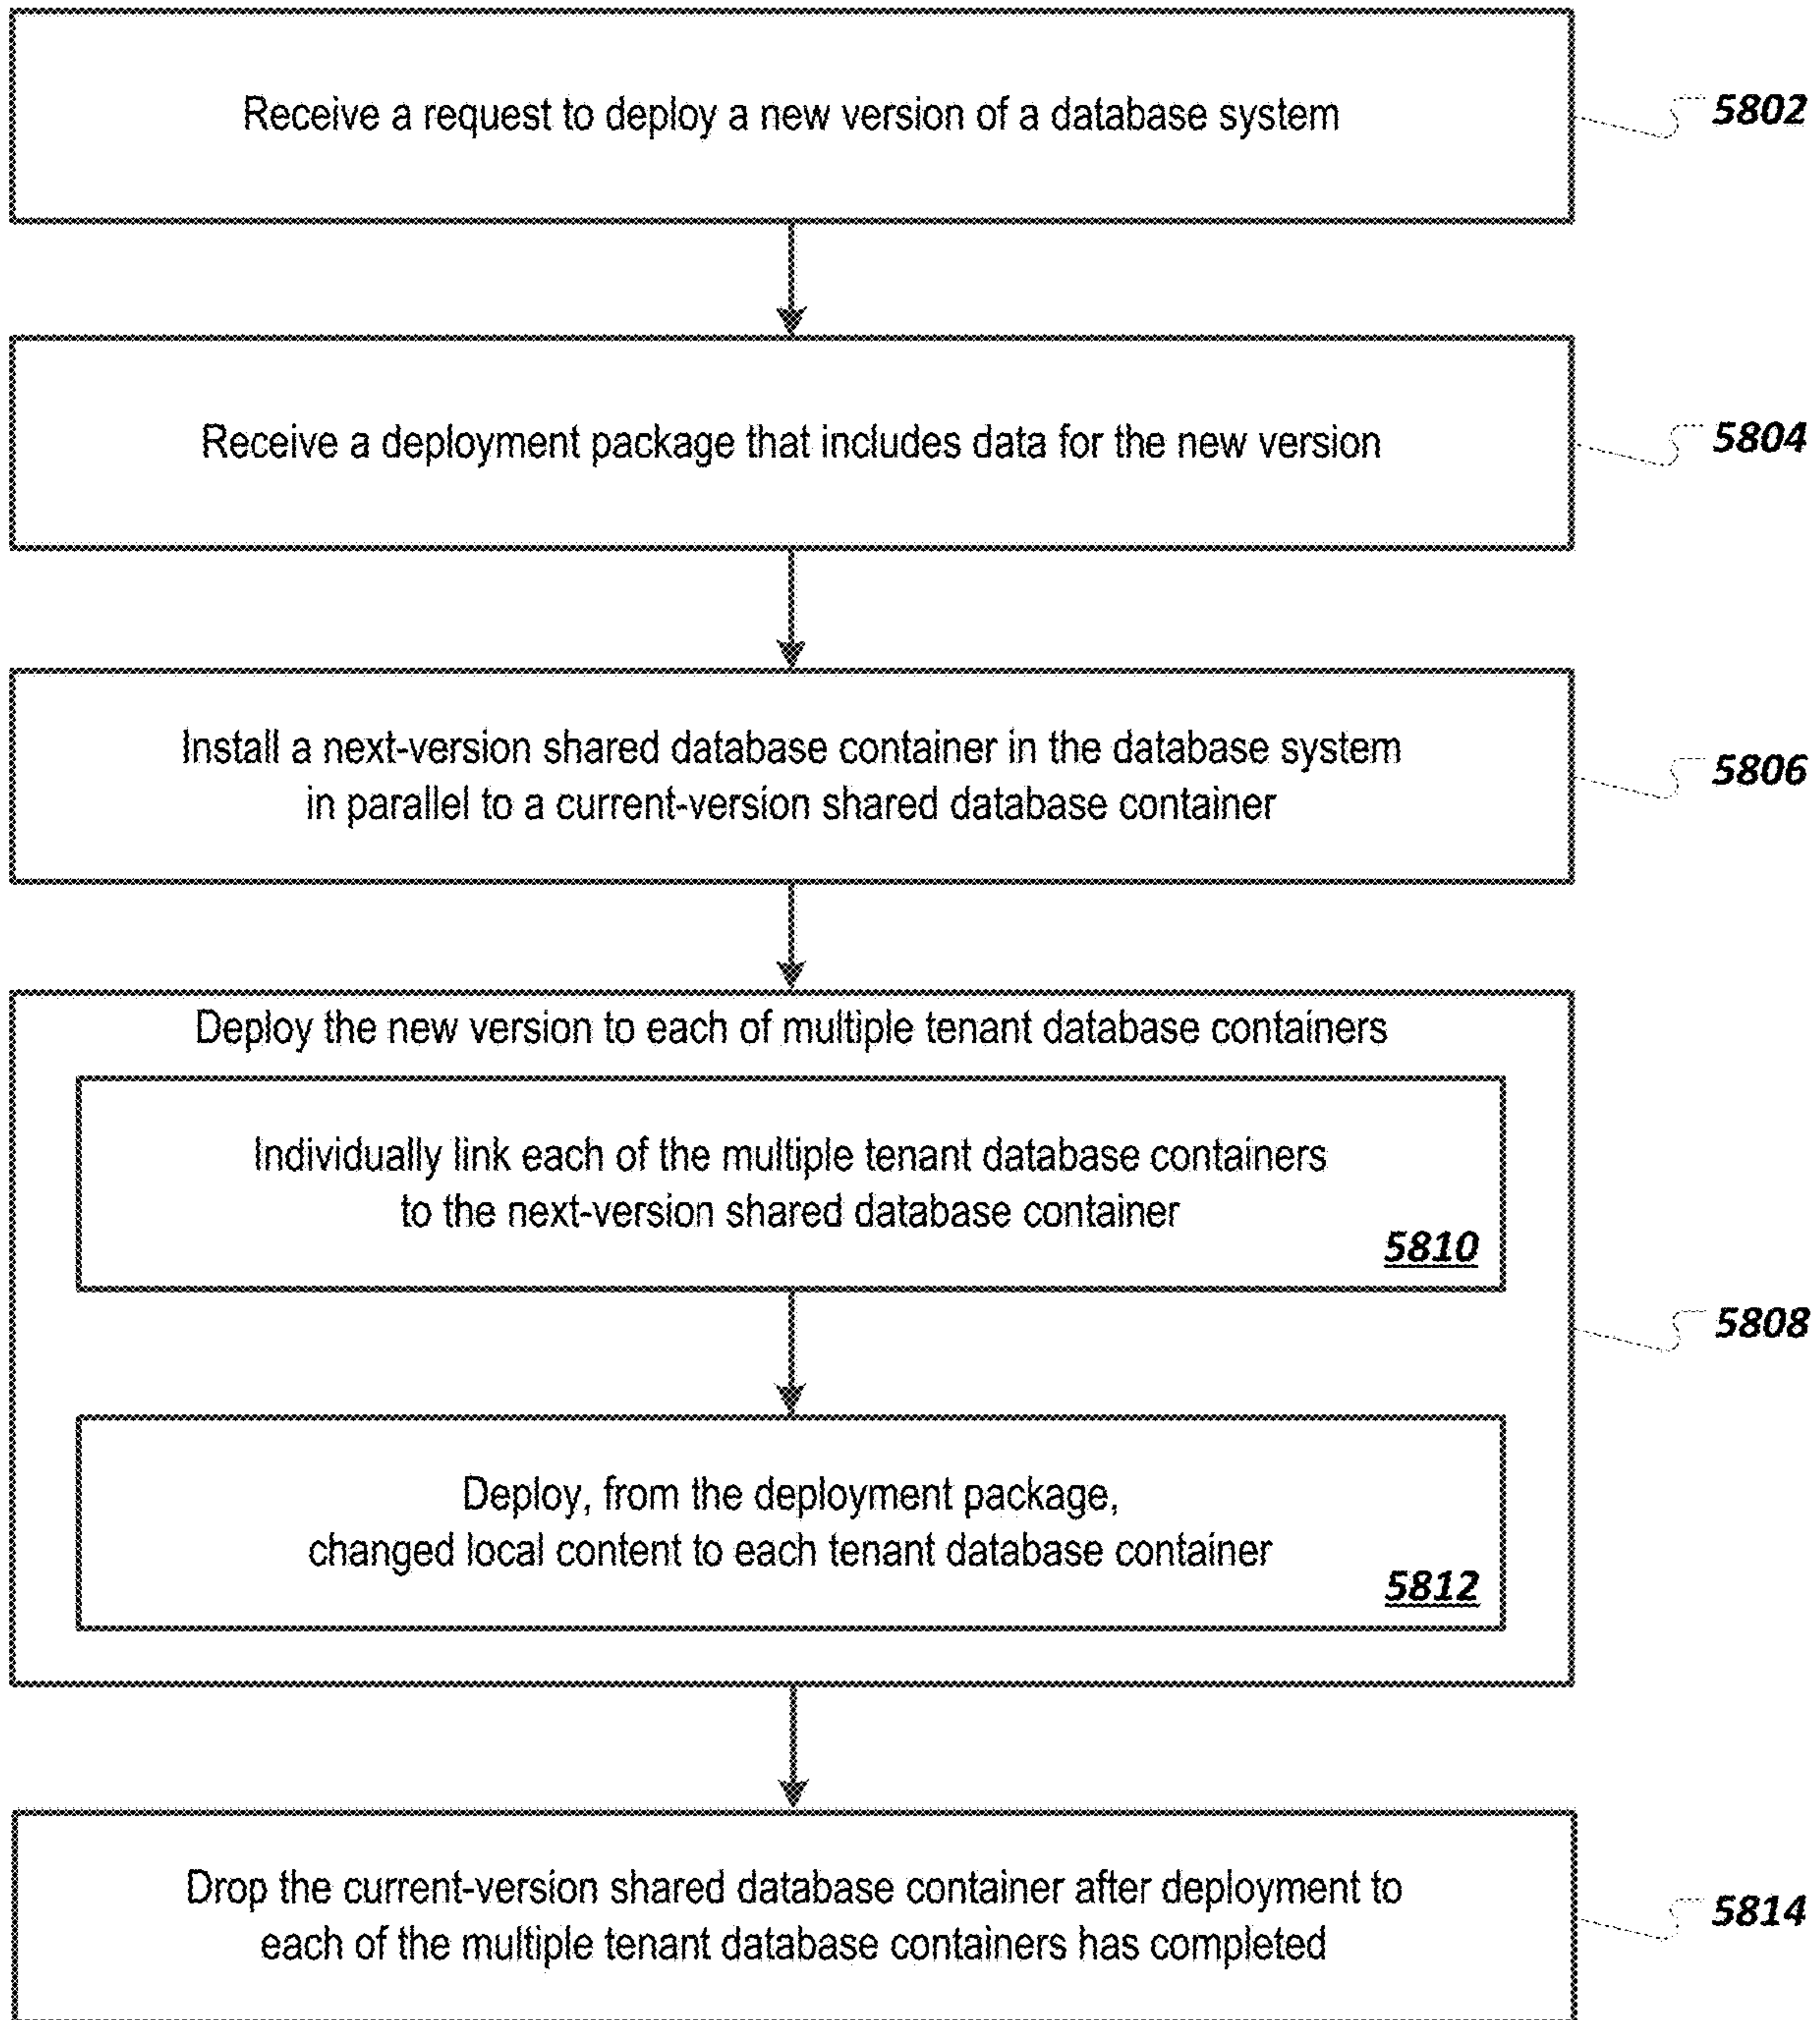 Receive a request to deploy a new version of a database system
5802
Receive a deployment package that includes data for the new version
5804
Install a next-version shared database container in the database system
in parallel to a current-version shared database container
5806
Deploy the new version to each of multiple tenant database containers
Individually link each of the multiple tenant database containers
to the next-version shared database container
5810
5808
Deploy, from the deployment package,
changed local content to each tenant database container
5812
Drop the current-version shared database container after deployment to
each of the multiple tenant database containers has completed
5814